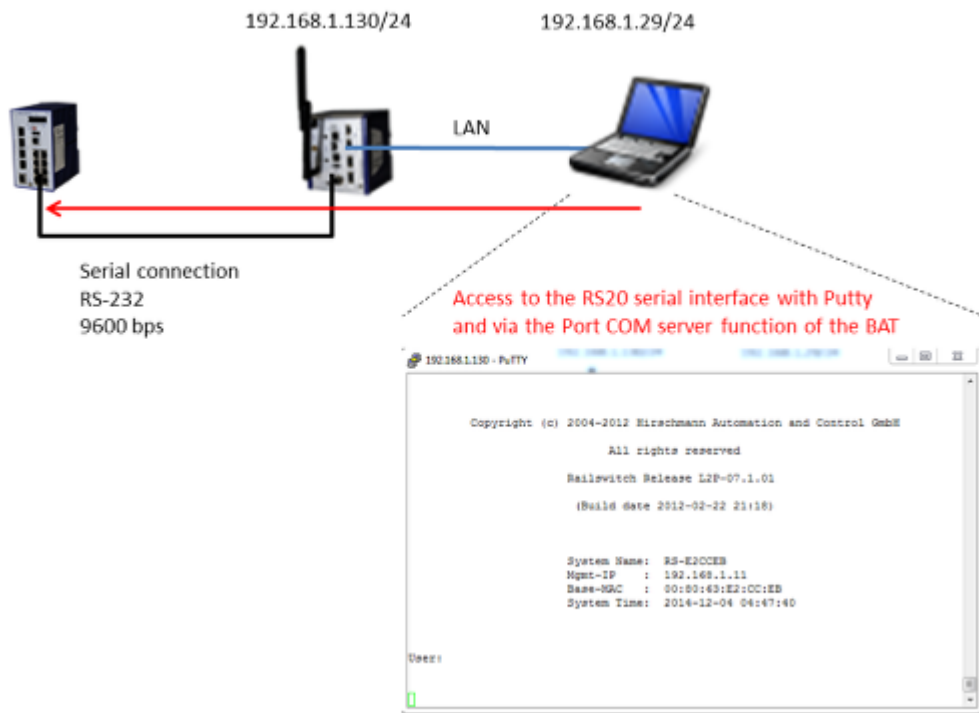 192.168.1.130/24
192.168.1.29/24
LAN
Serial connection
RS-232
9600 bps
Access to the RS20 serial interface with Putty
and via the Port COM server function of the BAT
192.168.1.130 - PuTTY
Copyright (c) 2004-2012 Hirschmann Automation and Control GmbH
All rights reserved
Railswitch Release L2P-07.1.01
(Build date 2012-02-22 21:18)
System Name: RS-E2CCEB
Mgmt-IP : 192.168.1.11
Base-MAC : 00:80:63:E2:CC:EB
System Time: 2014-12-04 04:47:40
User: